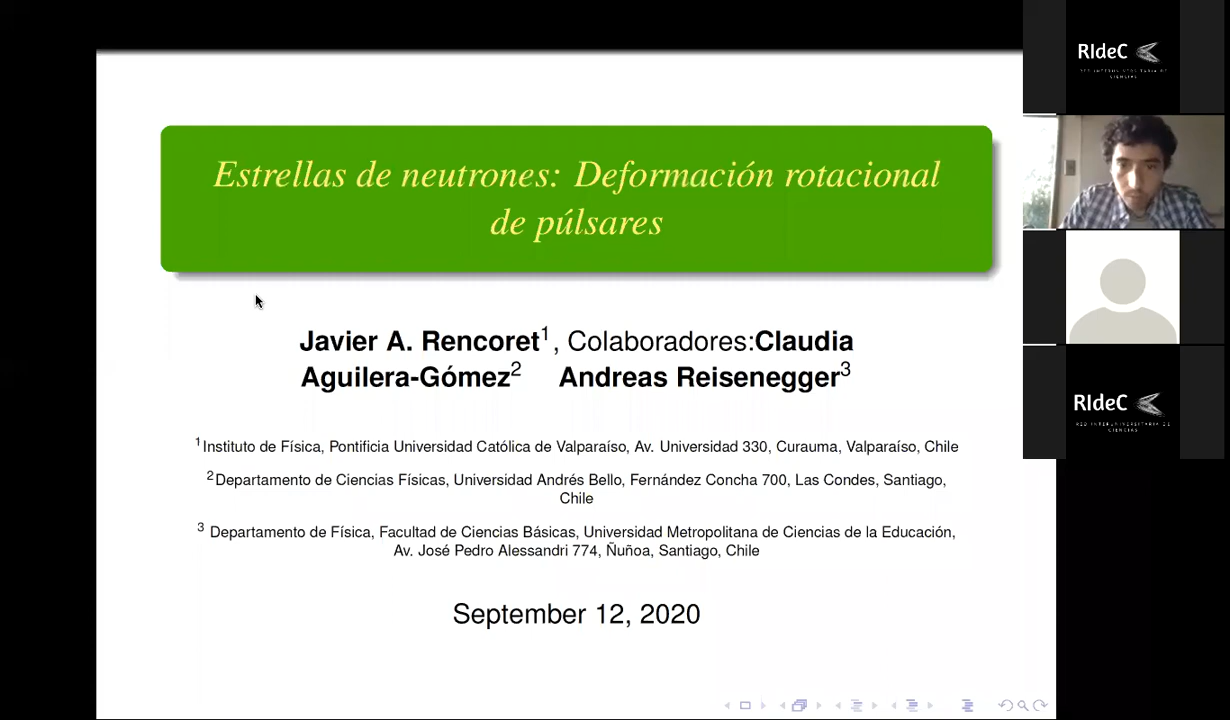 Estrellas de neutrones: Deformación rotacional
de púlsares
Javier A. Rencoret1, Colaboradores:Claudia
Aguilera-Gómez2 Andreas Reisenegger3
1Instituto de Física, Pontificia Universidad Católica de Valparaíso, Av. Universidad 330, Curauma, Valparaíso, Chile
2Departamento de Ciencias Físicas, Universidad Andrés Bello, Fernández Concha 700, Las Condes, Santiago,
Chile
3 Departamento de Física, Facultad de Ciencias Básicas, Universidad Metropolitana de Ciencias de la Educación,
Av. José Pedro Alessandri 774, Ñuñoa, Santiago, Chile
September 12, 2020
RIdeC
RED INTERUNIVERSITARIA DE
CIENCIAS
RIdeC
RED INTERUNIVERSITARIA DE
CIENCIAS